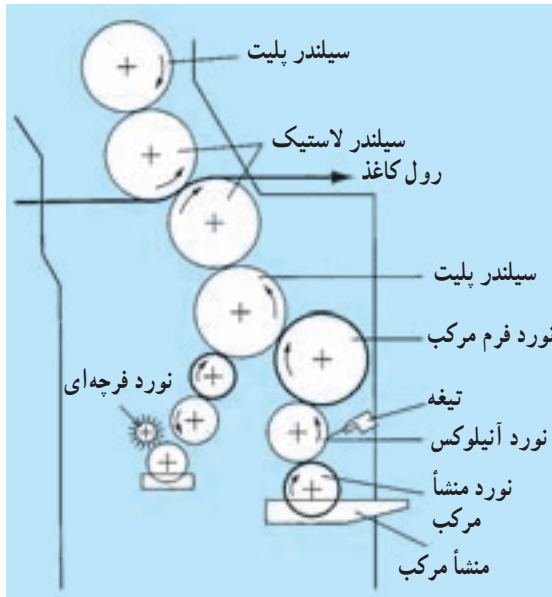 سیلندر پلیت
سیلندر لاستیک
رول کاغذ
سیلندر پلیت
نورد فرم مرکب
نورد فرچه‌ای
تیغه
نورد آنیلوکس
نورد منشأ
مرکب
منشأ مرکب